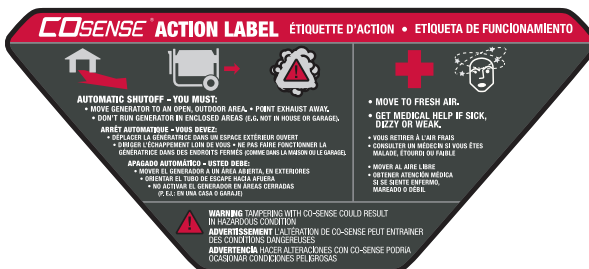 COSENSE® ACTION LABEL ÉTIQUETTE D'ACTION • ETIQUETA DE FUNCIONAMIENTO
AUTOMATIC SHUTOFF – YOU MUST:
• MOVE GENERATOR TO AN OPEN, OUTDOOR AREA. • POINT EXHAUST AWAY.
• DON'T RUN GENERATOR IN ENCLOSED AREAS (E.G. NOT IN HOUSE OR GARAGE).
ARRÊT AUTOMATIQUE – VOUS DEVEZ:
• DÉPLACER LA GÉNÉRATRICE DANS UN ESPACE EXTÉRIEUR OUVERT
• DIRIGER L'ÉCHAPPEMENT LOIN DE VOUS • NE PAS FAIRE FONCTIONNER LA
GÉNÉRATRICE DANS DES ENDROITS FERMÉS (COMME DANS LA MAISON OU LE GARAGE).
APAGADO AUTOMÁTICO – USTED DEBE:
• MOVER EL GENERADOR A UN ÁREA ABIERTA, EN EXTERIORES
• ORIENTAR EL TUBO DE ESCAPE HACIA AFUERA
• NO ACTIVAR EL GENERADOR EN ÁREAS CERRADAS
(P. EJ.: EN UNA CASA O GARAJE)
• MOVE TO FRESH AIR.
• GET MEDICAL HELP IF SICK,
DIZZY OR WEAK.
• VOUS RETIRER À L'AIR FRAIS
• CONSULTER UN MÉDECIN SI VOUS ÊTES
MALADE, ÉTOURDI OU FAIBLE
• MOVER AL AIRE LIBRE
• OBTENER ATENCIÓN MÉDICA
SI SE SIENTE ENFERMO,
MAREADO O DÉBIL
WARNING TAMPERING WITH CO-SENSE COULD RESULT
IN HAZARDOUS CONDITION
ADVERTISSEMENT L'ALTÉRATION DE CO-SENSE PEUT ENTRAÎNER
DES CONDITIONS DANGEREUSES
ADVERTENCIA HACER ALTERACIONES CON CO-SENSE PODRÍA
OCASIONAR CONDICIONES PELIGROSAS